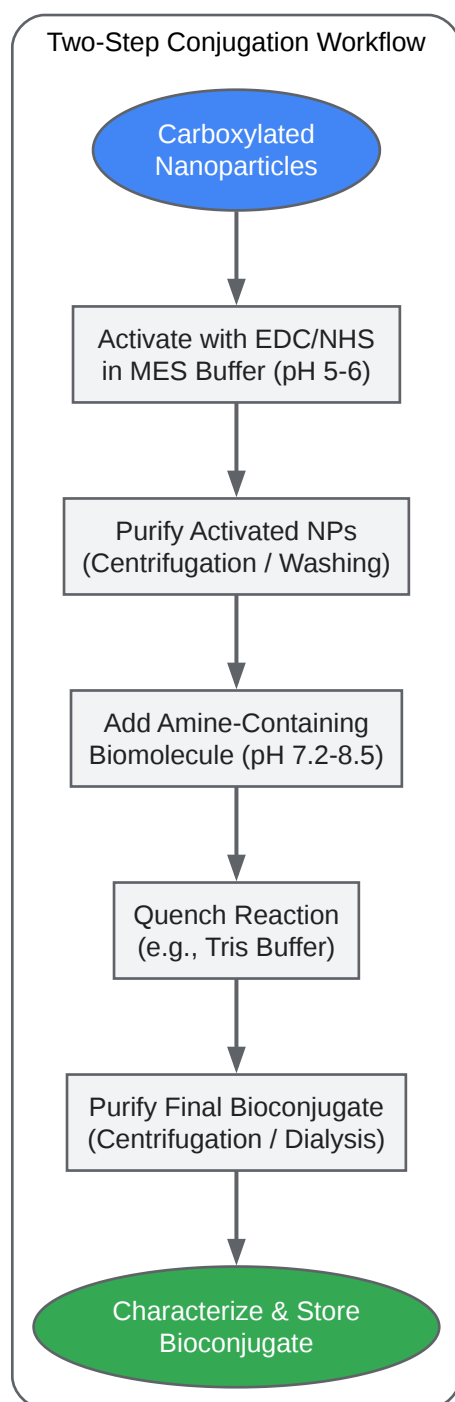 Two-Step Conjugation Workflow
Carboxylated
Nanoparticles
Activate with EDC/NHS
in MES Buffer (pH 5-6)
Purify Activated NPs
(Centrifugation / Washing)
Add Amine-Containing
Biomolecule (pH 7.2-8.5)
Quench Reaction
(e.g., Tris Buffer)
Purify Final Bioconjugate
(Centrifugation / Dialysis)
Characterize & Store
Bioconjugate